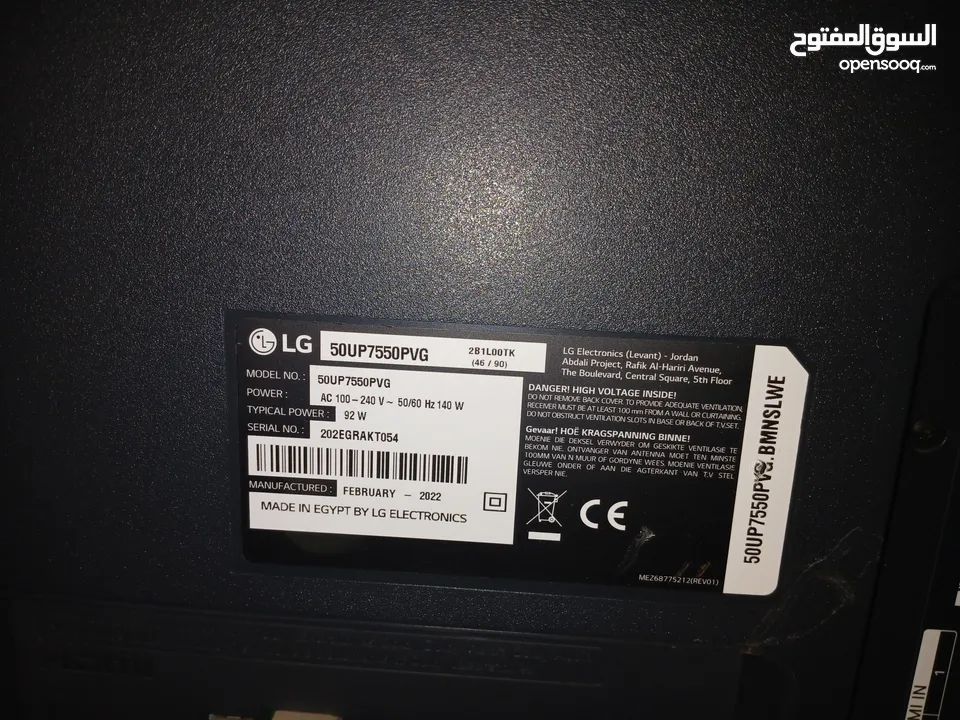 السوق المفتوح
opensooq.com
LG 50UP7550PVG 2B1L00TK
(46 / 90)
MODEL NO. : 50UP7550PVG
POWER : AC 100 – 240 V ~ 50/60 Hz 140 W
TYPICAL POWER : 92 W
SERIAL NO. : 202EGRAKT054
MANUFACTURED : FEBRUARY – 2022
MADE IN EGYPT BY LG ELECTRONICS
LG Electronics (Levant) - Jordan
Abdali Project, Rafik Al-Hariri Avenue,
The Boulevard, Central Square, 5th Floor
DANGER! HIGH VOLTAGE INSIDE!
DO NOT REMOVE BACK COVER. TO PROVIDE ADEQUATE VENTILATION,
RECEIVER MUST BE AT LEAST 100 mm FROM A WALL OR CURTAINING.
DO NOT OBSTRUCT VENTILATION SLOTS IN BASE OR BACK OF T.V.SET.
Gevaar! HOË KRAGSPANNING BINNE!
MOENIE DIE DEKSEL VERWYDER OM GESKIKTE VENTILASIE TE
BEKOM NIE. ONTVANGER VAN ANTENNA MOET TEN MINSTE
100MM VAN N MUUR OF GORDYNE WEES. MOENIE VENTILASIE
GLEUWE ONDER OF AAN DIE AGTERKANT VAN T.V STEL
VERSPER NIE.
CE
MEZ68775212(REV01)
50UP7550PVG.BMNSLWE
MI IN
1